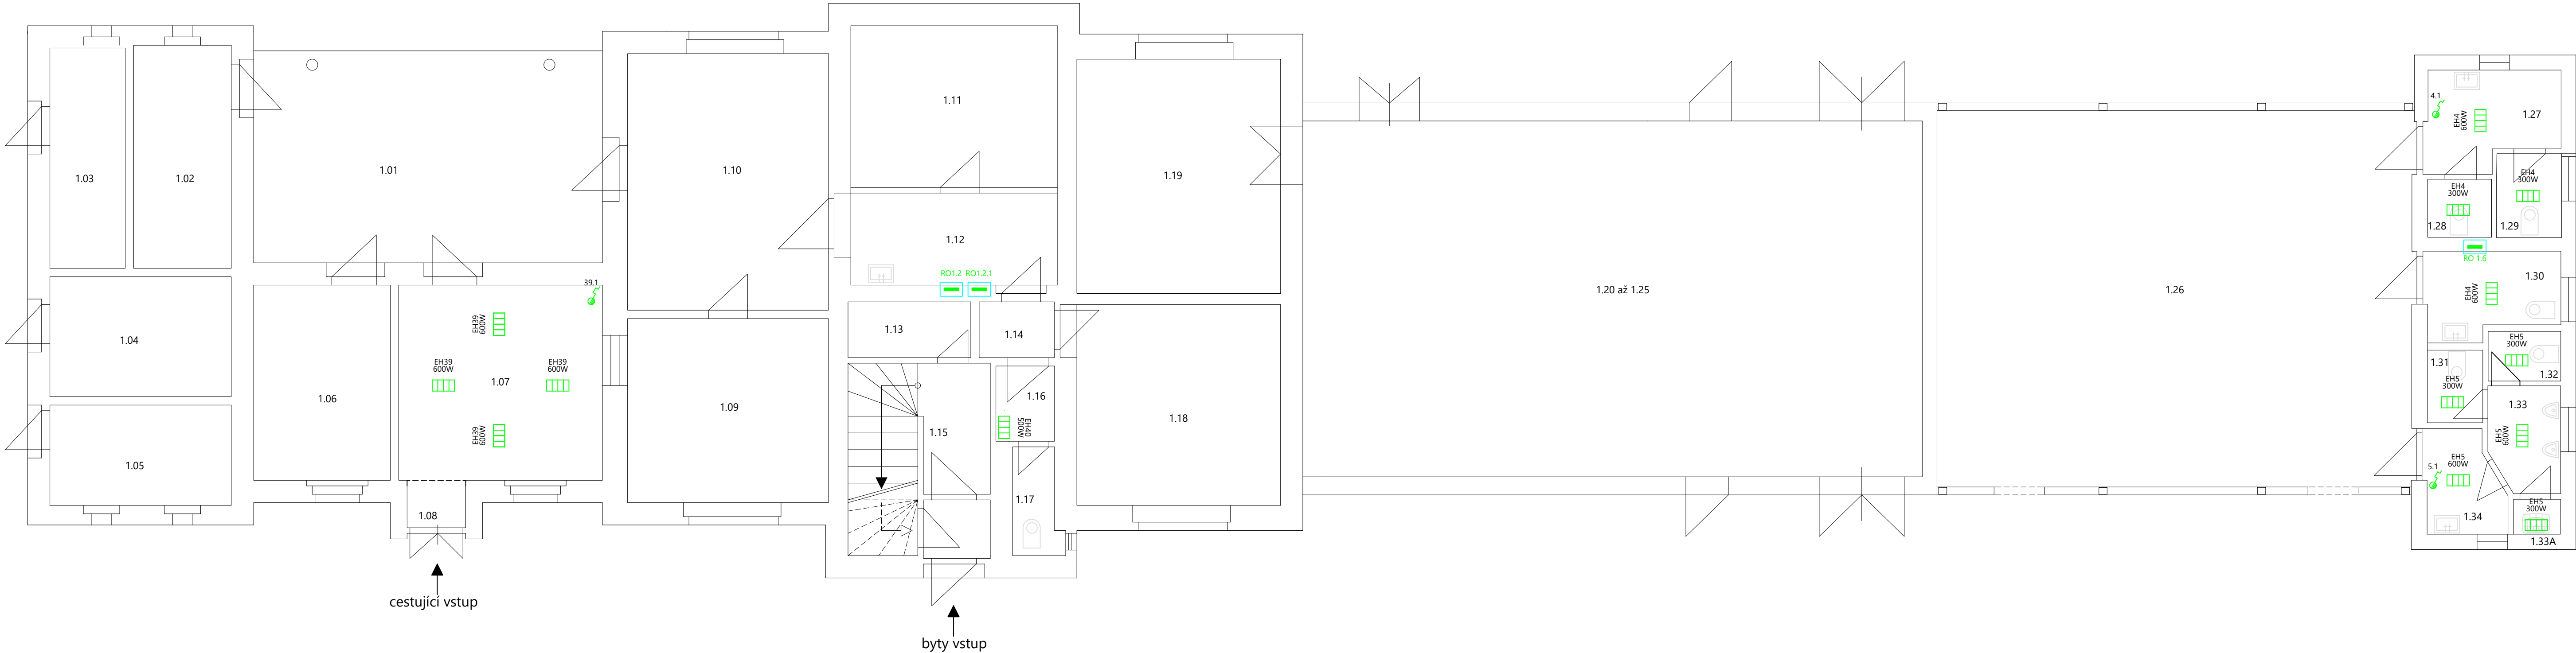 1.03
1.02
1.01
1.04
1.05
1.06
39.1
EH39
600W
EH39
600W
EH39
600W
1.07
EH39
600W
1.08
cestující vstup
1.10
1.09
1.11
1.12
RO1.2 RO1.2.1
1.13
1.14
1.15
1.16
EH40
500W
1.17
byty vstup
1.19
1.18
1.20 až 1.25
1.26
4.1
EH4
600W
1.27
EH4
300W
EH4
300W
1.28
1.29
RO 1.6
1.30
EH4
600W
EH5
300W
1.31
1.32
EH5
300W
1.33
EH5
600W
EH5
600W
5.1
EH5
300W
1.34
1.33A